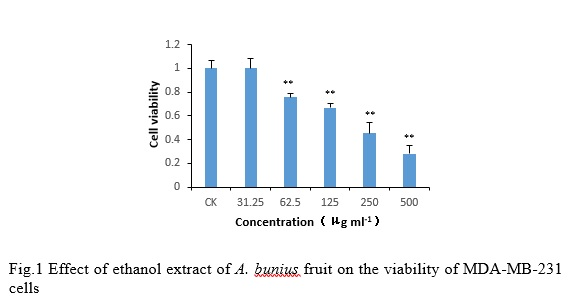 1.2
1
0.8
0.6
0.4
0.2
0
Cell viability
**
**
**
**
CK 31.25 62.5 125 250 500
Concentration ( μg ml-1 )
Fig.1 Effect of ethanol extract of A. bunius fruit on the viability of MDA-MB-231
cells